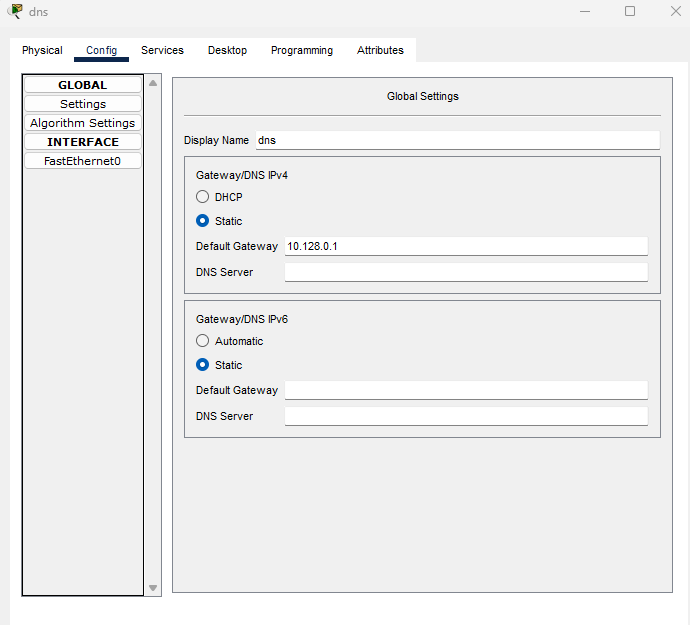 dns
Physical Config Services Desktop Programming Attributes
GLOBAL
Settings
Algorithm Settings
INTERFACE
FastEthernet0
Global Settings
Display Name dns
Gateway/DNS IPv4
DHCP
Static
Default Gateway 10.128.0.1
DNS Server
Gateway/DNS IPv6
Automatic
Static
Default Gateway
DNS Server